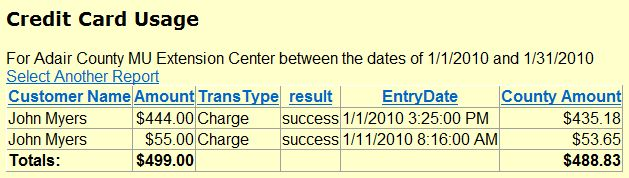 Credit Card Usage
For Adair County MU Extension Center between the dates of 1/1/2010 and 1/31/2010
Select Another Report
Customer Name Amount TransType result EntryDate County Amount
John Myers $444.00 Charge success 1/1/2010 3:25:00 PM $435.18
John Myers $55.00 Charge success 1/11/2010 8:16:00 AM $53.65
Totals: $499.00 $488.83